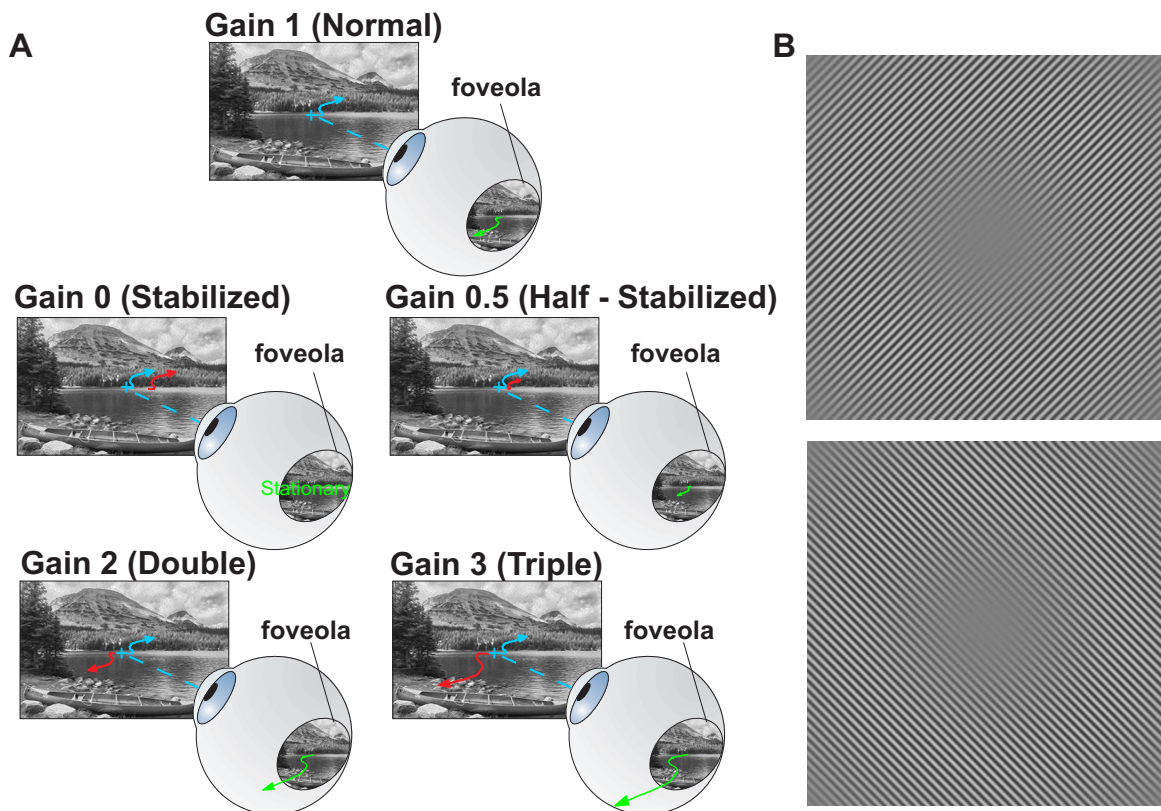 A
Gain 1 (Normal)
foveola
Gain 0 (Stabilized)
foveola
Stationary
Gain 0.5 (Half - Stabilized)
foveola
Gain 2 (Double)
foveola
Gain 3 (Triple)
foveola
B